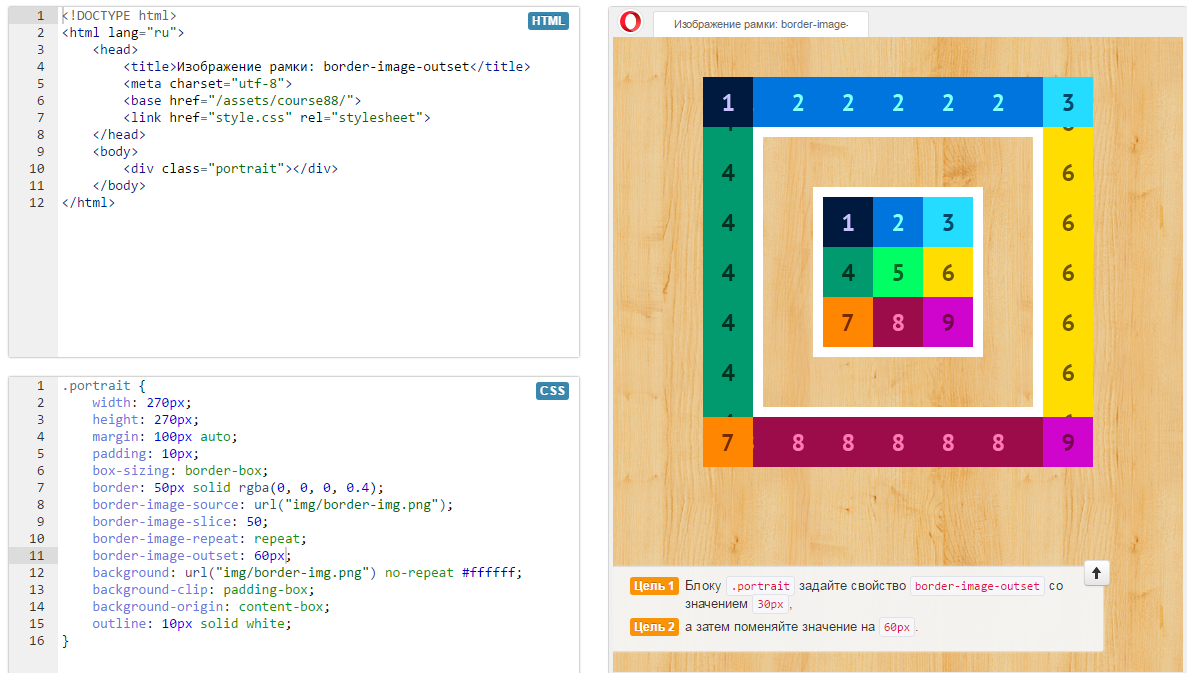 1 <!DOCTYPE html>
HTML
2 <html lang="ru">
3 <head>
4 <title>Изображение рамки: border-image-outset</title>
5 <meta charset="utf-8">
6 <base href="/assets/course88/">
7 <link href="style.css" rel="stylesheet">
8 </head>
9 <body>
10 <div class="portrait"></div>
11 </body>
12 </html>
1 .portrait {
CSS
2 width: 270px;
3 height: 270px;
4 margin: 100px auto;
5 padding: 10px;
6 box-sizing: border-box;
7 border: 50px solid rgba(0, 0, 0, 0.4);
8 border-image-source: url("img/border-img.png");
9 border-image-slice: 50;
10 border-image-repeat: repeat;
11 border-image-outset: 60px;
12 background: url("img/border-img.png") no-repeat #ffffff;
13 background-clip: padding-box;
14 background-origin: content-box;
15 outline: 10px solid white;
16 }
Изображение рамки: border-image-
1 2 2 2 2 2 3
4 6
4 1 2 3 6
4 4 5 6 6
4 7 8 9 6
4 6
7 8 8 8 8 8 9
Цель 1 Блоку .portrait задайте свойство border-image-outset со
значением 30px ,
Цель 2 а затем поменяйте значение на 60px .